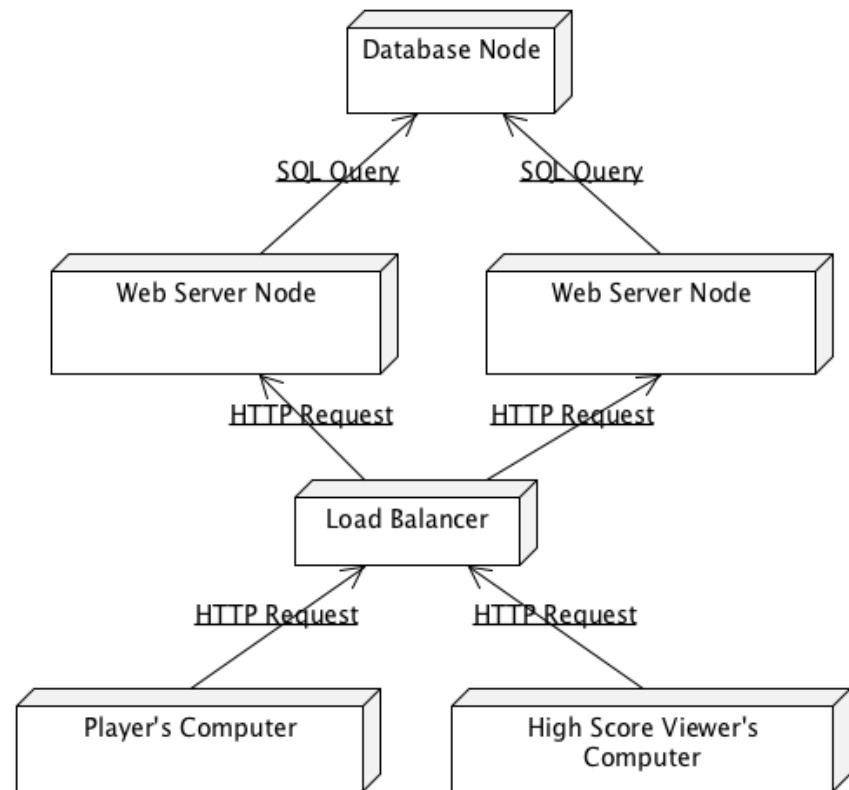 Database Node
SQL Query
SQL Query
Web Server Node
Web Server Node
HTTP Request
HTTP Request
Load Balancer
HTTP Request
HTTP Request
Player's Computer
High Score Viewer's
Computer